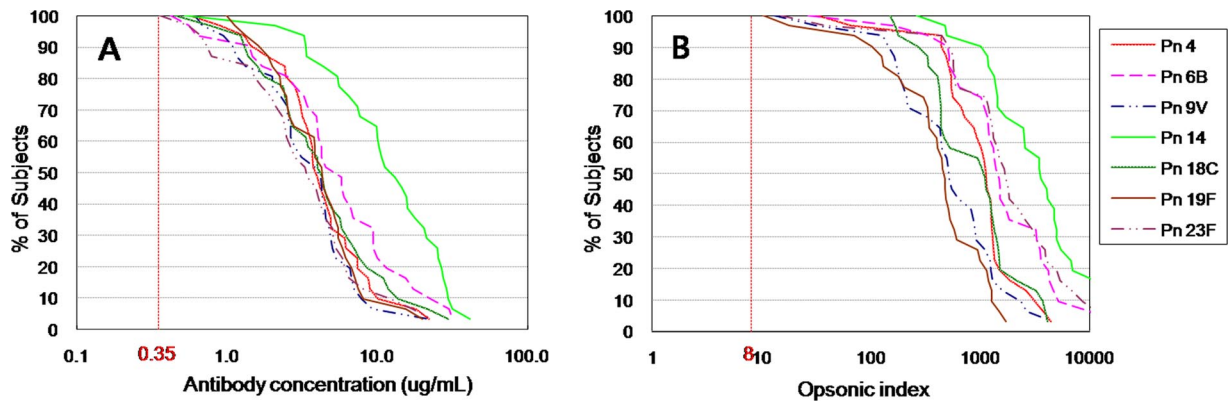 A
% of Subjects
100
90
80
70
60
50
40
30
20
10
0
0.1
0.35
1.0
10.0
100.0
Antibody concentration (ug/mL)
B
% of Subjects
100
90
80
70
60
50
40
30
20
10
0
1
8
10
100
1000
10000
Opsonic index
Pn 4
Pn 6B
Pn 9V
Pn 14
Pn 18C
Pn 19F
Pn 23F